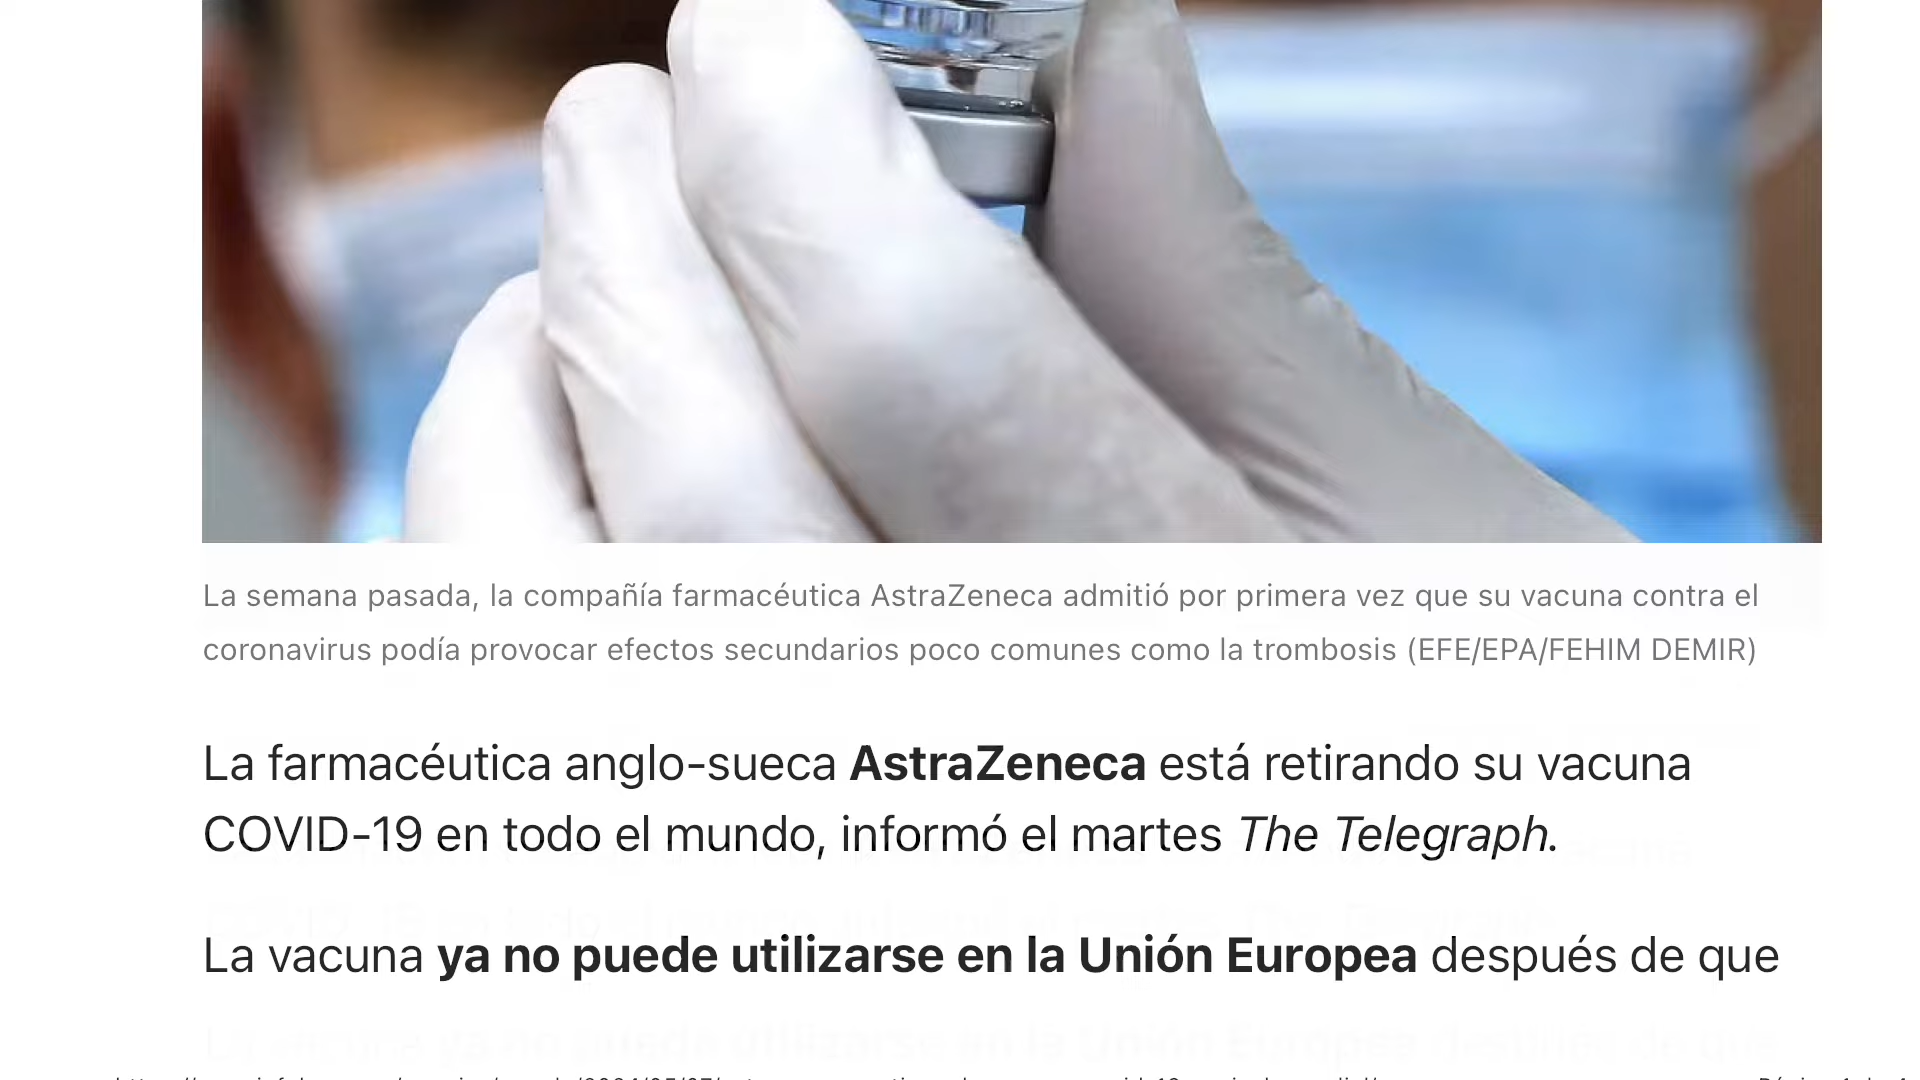 La semana pasada, la compañía farmacéutica AstraZeneca admitió por primera vez que su vacuna contra el
coronavirus podía provocar efectos secundarios poco comunes como la trombosis (EFE/EPA/FEHIM DEMIR)
La farmacéutica anglo-sueca AstraZeneca está retirando su vacuna
COVID-19 en todo el mundo, informó el martes The Telegraph.
La vacuna ya no puede utilizarse en la Unión Europea después de que